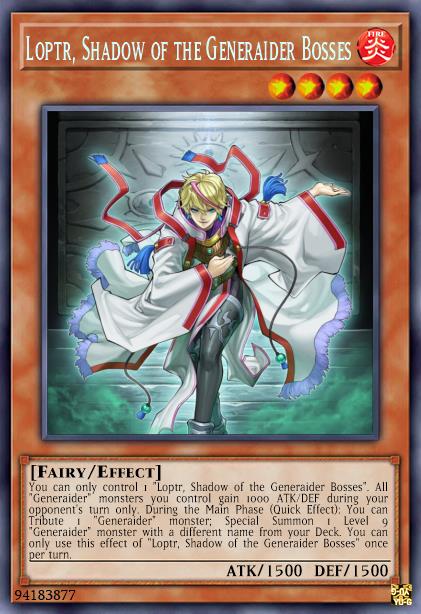 LOPTR, SHADOW OF THE GENERAIDER BOSSES
FIRE
炎
[FAIRY/EFFECT]
You can only control 1 "Loptr, Shadow of the Generaider Bosses". All
"Generaider" monsters you control gain 1000 ATK/DEF during your
opponent's turn only. During the Main Phase (Quick Effect): You can
Tribute 1 "Generaider" monster; Special Summon 1 Level 9
"Generaider" monster with a different name from your Deck. You can
only use this effect of "Loptr, Shadow of the Generaider Bosses" once
per turn.
ATK/1500 DEF/1500
94183877